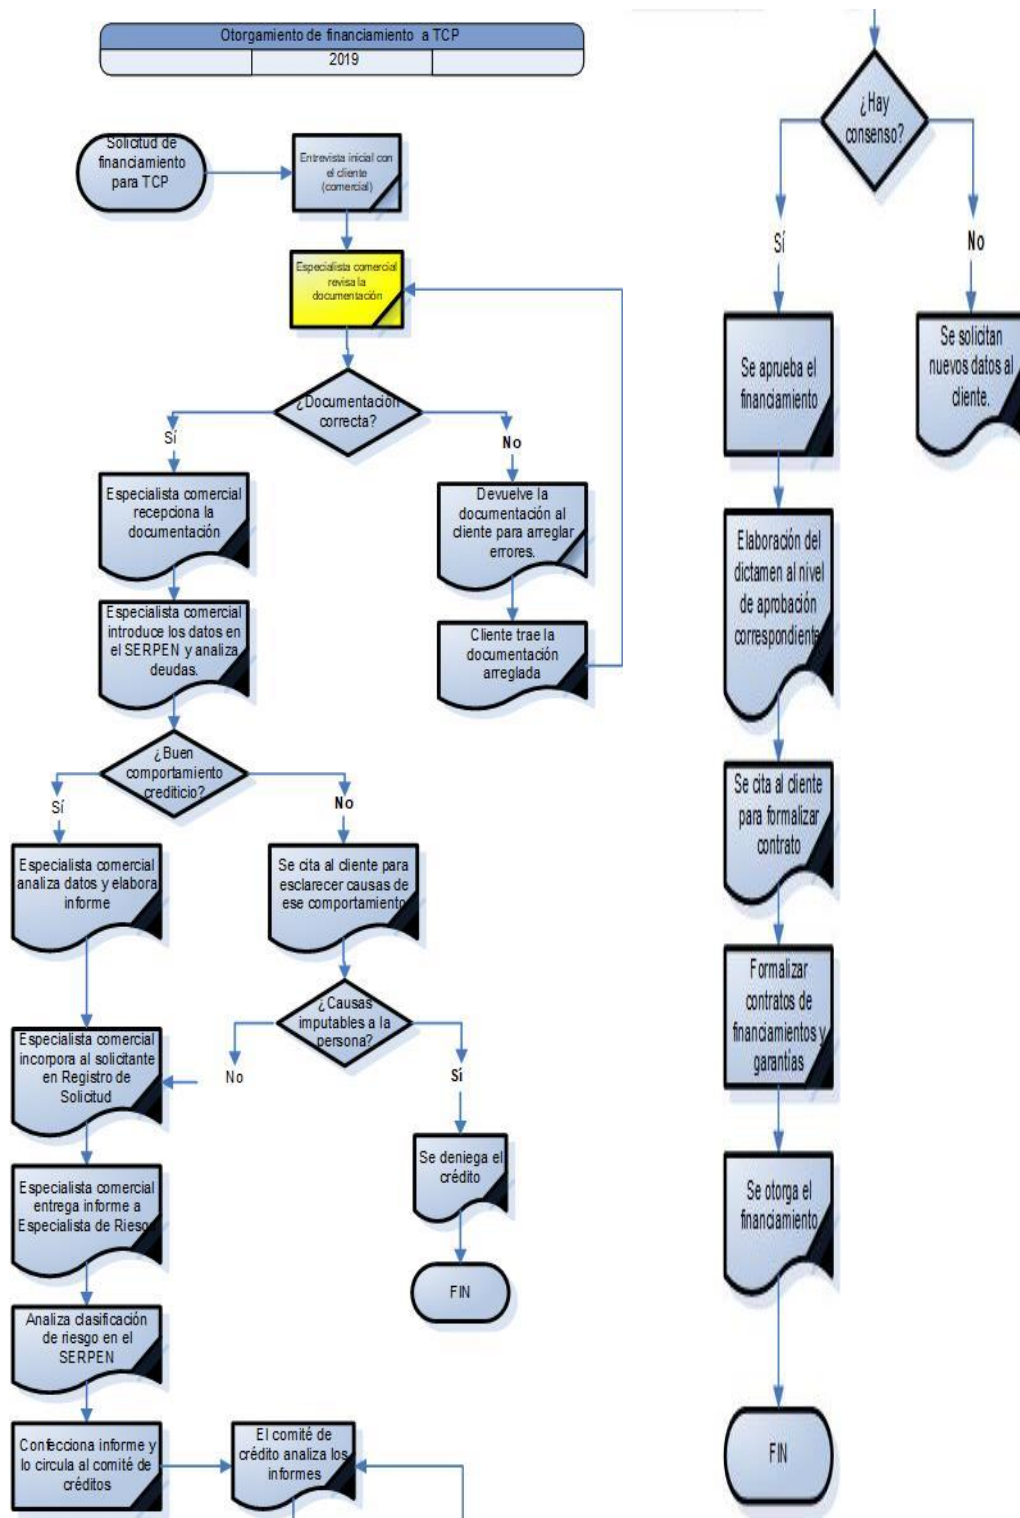 Otorgamiento de financiamiento a TCP
2019
Solicitud de
financiamiento
para TCP
Entrevista inicial con
el cliente
(comercial)
Especialista comercial
revisa la
documentación
¿Documentación
correcta?
Sí
No
Especialista comercial
recepciona la
documentación
Devuelve la
documentación al
cliente para arreglar
errores.
Especialista comercial
introduce los datos en
el SERPEN y analiza
deudas.
Cliente trae la
documentación
arreglada
¿Buen
comportamiento
crediticio?
Sí
No
Especialista comercial
analiza datos y elabora
informe
Se cita al cliente para
esclarecer causas de
ese comportamiento
¿Causas
imputables a la
persona?
No
Sí
Especialista comercial
incorpora al solicitante
en Registro de
Solicitud
Se deniega el
crédito
FIN
Especialista comercial
entrega informe a
Especialista de Riesgo
Analiza clasificación
de riesgo en el
SERPEN
Confecciona informe y
lo circula al comité de
créditos
El comité de
crédito analiza los
informes
¿Hay
consenso?
Sí
No
Se aprueba el
financiamiento
Se solicitan
nuevos datos al
cliente.
Elaboración del
dictamen al nivel
de aprobación
correspondiente
Se cita al cliente
para formalizar
contrato
Formalizar
contratos de
financiamientos y
garantías
Se otorga el
financiamiento
FIN